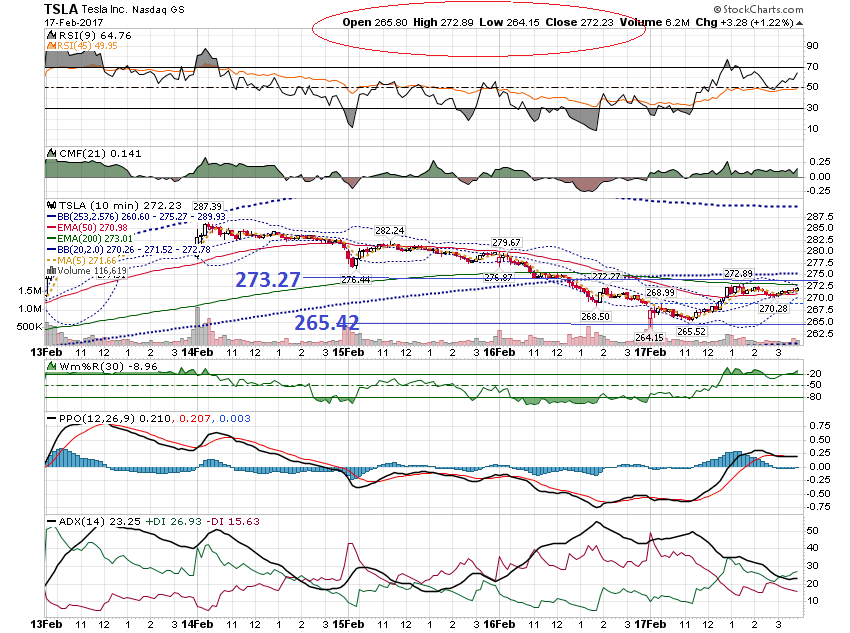 TSLA Tesla Inc. Nasdaq GS © StockCharts.com
17-Feb-2017 Open 265.80 High 272.89 Low 264.15 Close 272.23 Volume 6.2M Chg +3.28 (+1.22%)
RSI(9) 64.76
RSI(45) 49.95
90
70
50
30
10
CMF(21) 0.141
0.25
0.00
-0.25
TSLA (10 min) 272.23
BB(253,2.576) 260.60 - 275.27 - 289.93
EMA(50) 270.98
EMA(200) 273.01
BB(20,2.0) 270.26 - 271.52 - 272.78
MA(5) 271.66
Volume 116,619
287.39
282.24
279.67
276.44
276.87
272.27
272.89
268.99
268.50
270.28
265.52
264.15
273.27
265.42
1.5M
1.0M
500K
287.5
285.0
282.5
280.0
277.5
275.0
272.5
270.0
267.5
265.0
262.5
13Feb 11 12 1 2 3 14Feb 11 12 1 2 3 15Feb 11 12 1 2 3 16Feb 11 12 1 2 3 17Feb 11 12 1 2 3
Wm%R(30) -8.96
-20
-50
-80
PPO(12,26,9) 0.210, 0.207, 0.003
0.75
0.50
0.25
0.00
-0.25
-0.50
-0.75
ADX(14) 23.25 +DI 26.93 -DI 15.63
50
40
30
20
10
13Feb 11 12 1 2 3 14Feb 11 12 1 2 3 15Feb 11 12 1 2 3 16Feb 11 12 1 2 3 17Feb 11 12 1 2 3